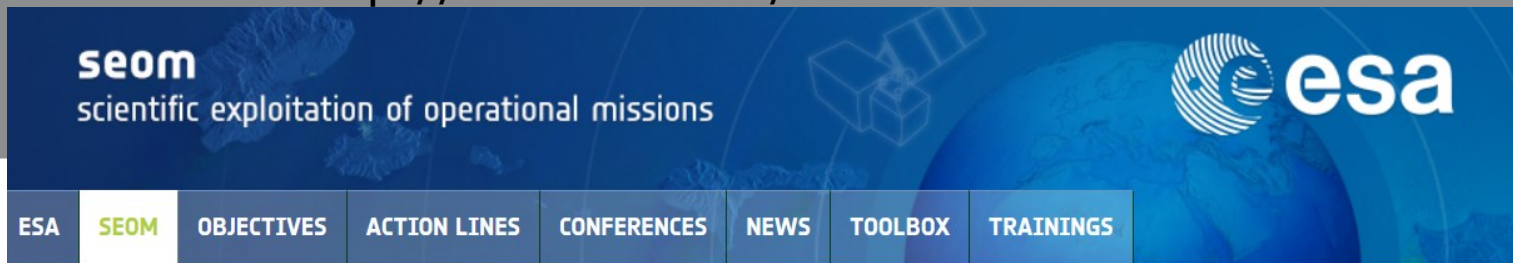 seom
scientific exploitation of operational missions
esa
ESA SEOM OBJECTIVES ACTION LINES CONFERENCES NEWS TOOLBOX TRAININGS